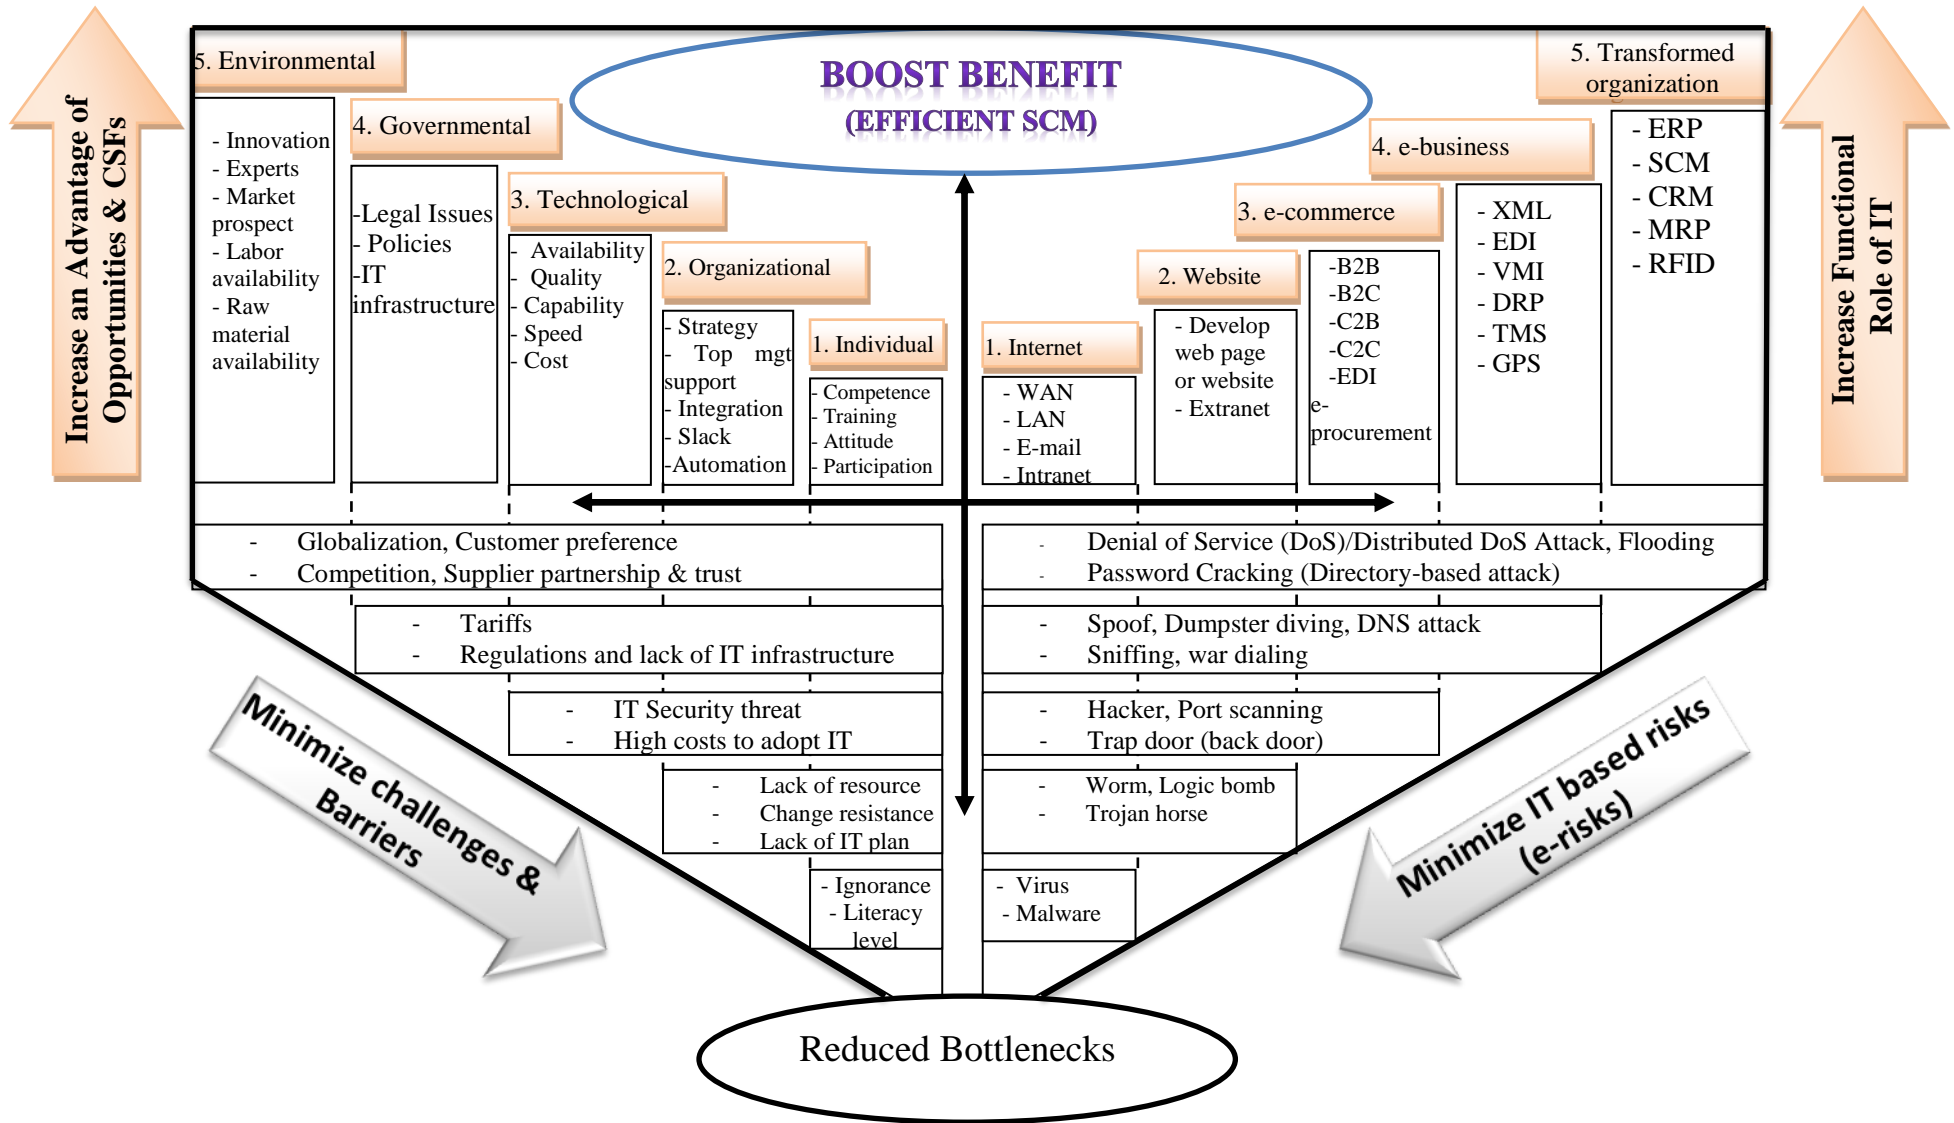 Increase an Advantage of
Opportunities & CSFs
5. Environmental
- Innovation
- Experts
- Market
prospect
- Labor
availability
- Raw
material
availability
4. Governmental
-Legal Issues
- Policies
-IT
infrastructure
3. Technological
- Availability
- Quality
- Capability
- Speed
- Cost
2. Organizational
- Strategy
- Top mgt
support
- Integration
- Slack
-Automation
1. Individual
- Competence
- Training
- Attitude
- Participation
BOOST BENEFIT
(EFFICIENT SCM)
1. Internet
- WAN
- LAN
- E-mail
- Intranet
2. Website
- Develop
web page
or website
- Extranet
3. e-commerce
-B2B
-B2C
-C2B
-C2C
-EDI
e-
procurement
4. e-business
- XML
- EDI
- VMI
- DRP
- TMS
- GPS
5. Transformed
organization
- ERP
- SCM
- CRM
- MRP
- RFID
Increase Functional
Role of IT
- Globalization, Customer preference
- Competition, Supplier partnership & trust
- Tariffs
- Regulations and lack of IT infrastructure
- IT Security threat
- High costs to adopt IT
- Lack of resource
- Change resistance
- Lack of IT plan
- Ignorance
- Literacy
level
- Denial of Service (DoS)/Distributed DoS Attack, Flooding
- Password Cracking (Directory-based attack)
- Spoof, Dumpster diving, DNS attack
- Sniffing, war dialing
- Hacker, Port scanning
- Trap door (back door)
- Worm, Logic bomb
- Trojan horse
- Virus
- Malware
Minimize challenges &
Barriers
Minimize IT based risks
(e-risks)
Reduced Bottlenecks